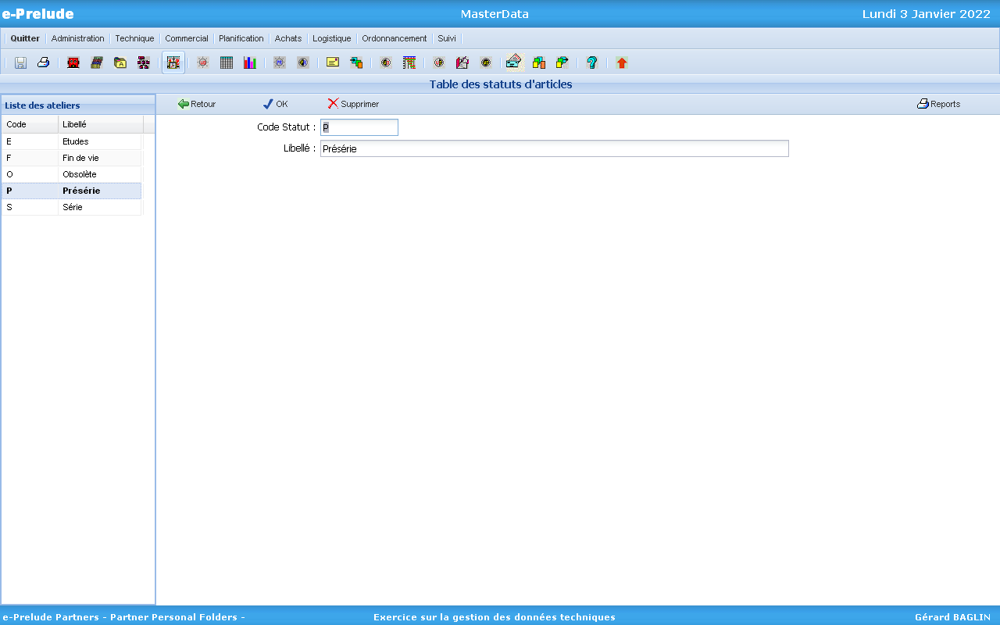 e-Prelude MasterData Lundi 3 Janvier 2022
Quitter Administration Technique Commercial Planification Achats Logistique Ordonnancement Suivi
Table des statuts d'articles
Liste des ateliers
Retour OK Supprimer Reports
Code Libellé
E Etudes
F Fin de vie
O Obsolète
P Présérie
S Série
Code Statut : P
Libellé : Présérie
e-Prelude Partners - Partner Personal Folders - Exercice sur la gestion des données techniques Gérard BAGLIN